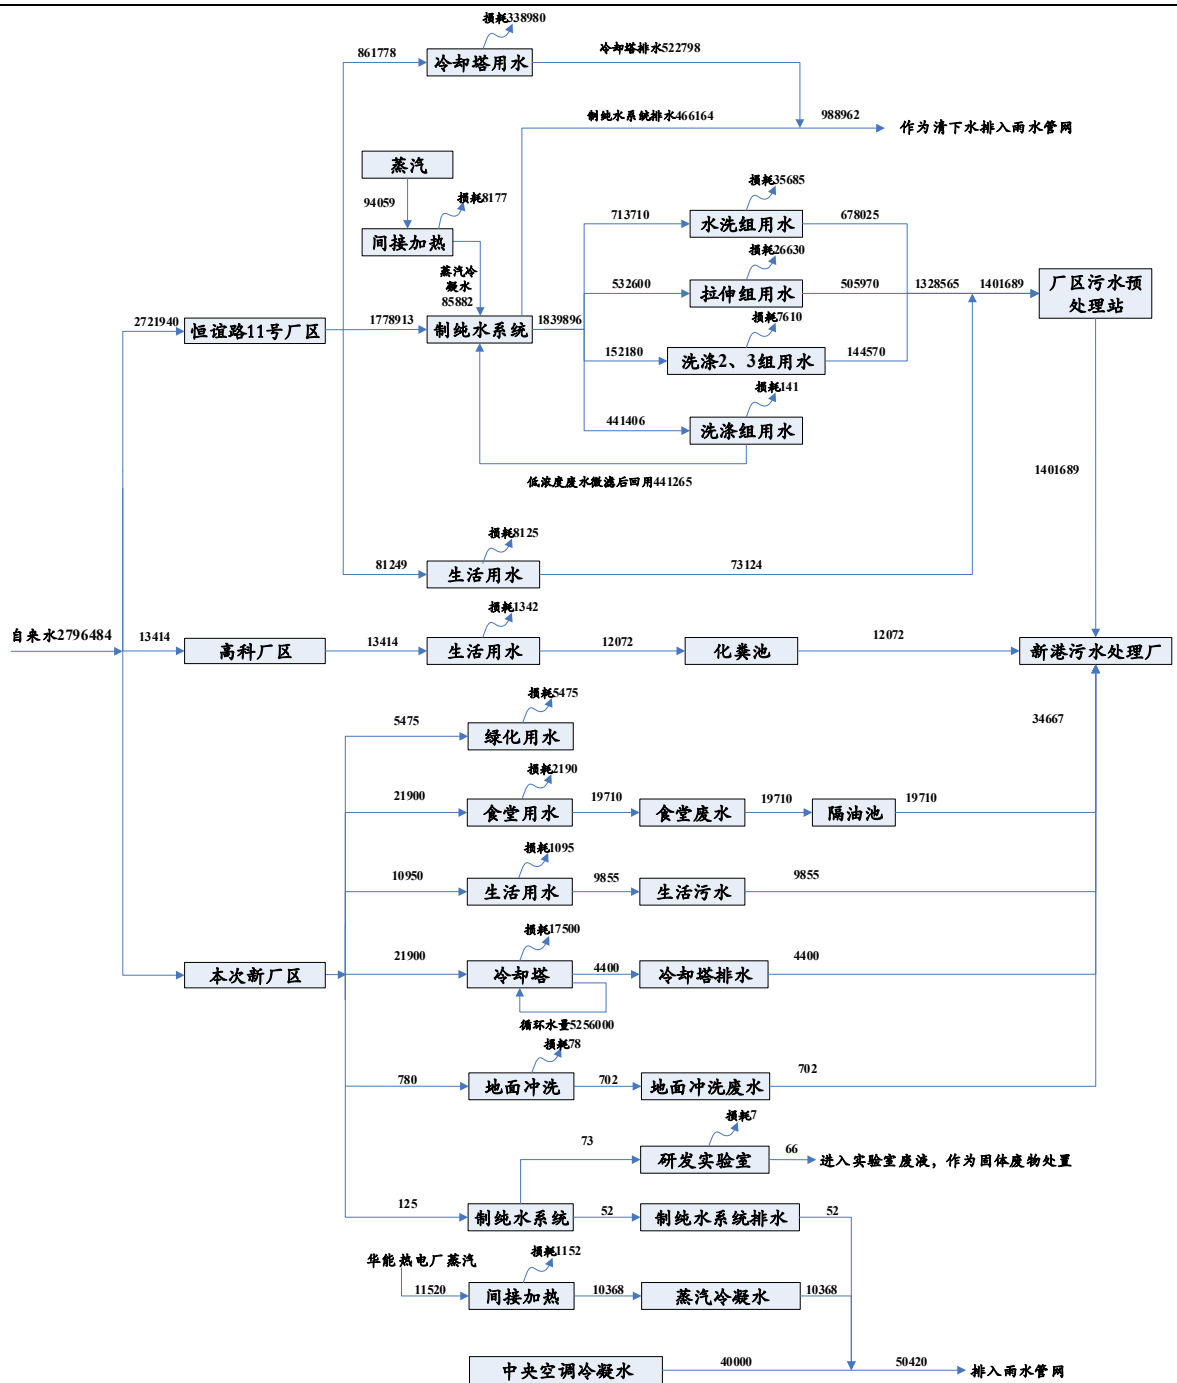 损耗338980
861778
冷却塔用水
冷却塔排水522798
制纯水系统排水466164
988962
作为清下水排入雨水管网
蒸汽
94059
损耗8177
间接加热
蒸汽冷
凝水
85882
损耗35685
713710
水洗组用水
678025
损耗26630
532600
拉伸组用水
505970
1328565
1401689
厂区污水预
处理站
2721940
恒谊路11号厂区
1778913
制纯水系统
1839896
损耗7610
152180
洗涤2、3组用水
144570
损耗141
441406
洗涤组用水
低浓度废水微滤后回用441265
1401689
损耗8125
81249
生活用水
73124
自来水2796484
13414
高科厂区
13414
损耗1342
生活用水
12072
化粪池
12072
新港污水处理厂
34667
损耗5475
5475
绿化用水
损耗2190
21900
食堂用水
19710
食堂废水
19710
隔油池
19710
损耗1095
10950
生活用水
9855
生活污水
9855
本次新厂区
损耗17500
21900
冷却塔
4400
冷却塔排水
4400
循环水量5256000
损耗78
780
地面冲洗
702
地面冲洗废水
702
损耗7
73
研发实验室
66
进入实验室废液，作为固体废物处置
125
制纯水系统
52
制纯水系统排水
52
华能热电厂蒸汽
损耗1152
11520
间接加热
10368
蒸汽冷凝水
10368
中央空调冷凝水
40000
50420
排入雨水管网